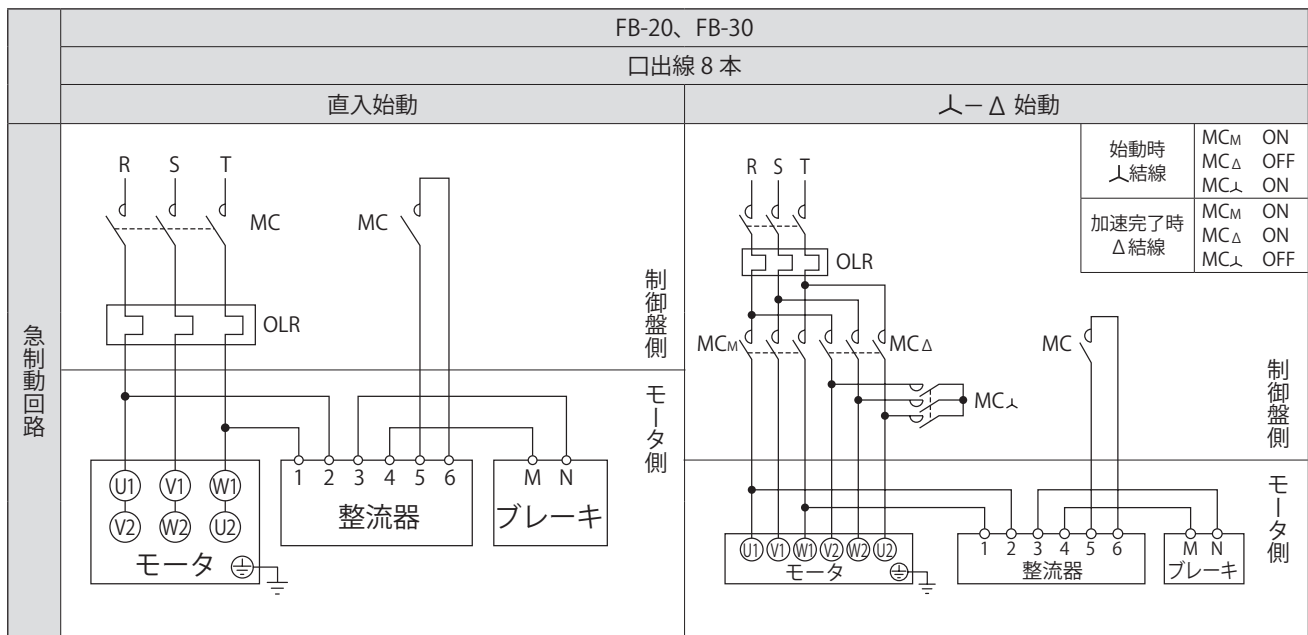 FB-20、FB-30
口出線 8 本
直入始動
人－Δ 始動
急制動回路
R S T
MC
MC
OLR
制御盤側
モータ側
1 2 3 4 5 6
M N
U1 V1 W1
V2 W2 U2
整流器
ブレーキ
モータ
始動時
人結線
MCM ON
MCΔ OFF
MC人 ON
加速完了時
Δ結線
MCM ON
MCΔ ON
MC人 OFF
R S T
OLR
MCM
MCΔ
MC
MC人
制御盤側
モータ側
U1 V1 W1 V2 W2 U2
モータ
1 2 3 4 5 6
整流器
M N
ブレーキ